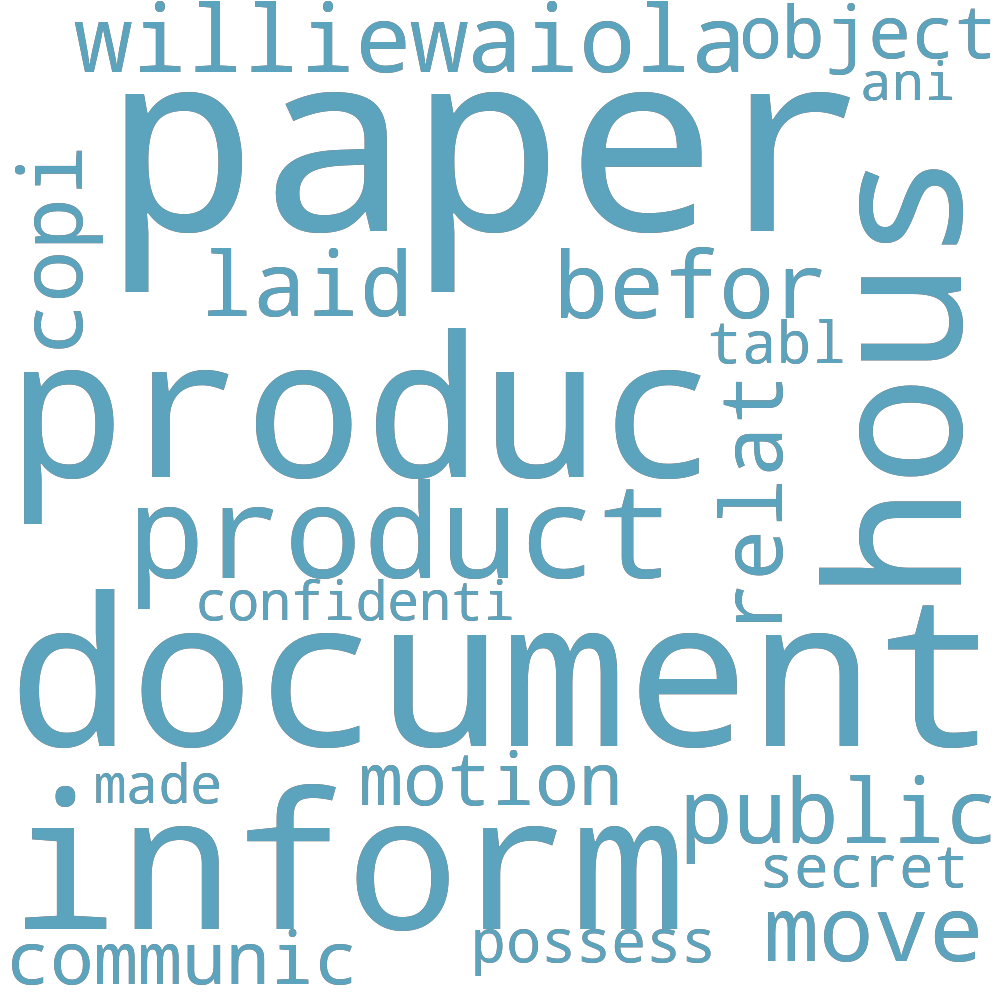 williewaiola
object
ani
paper
copi
hous
laid
befor
tabl
produc
relat
product
confidenti
document
made
motion
inform
public
secret
move
possess
communic